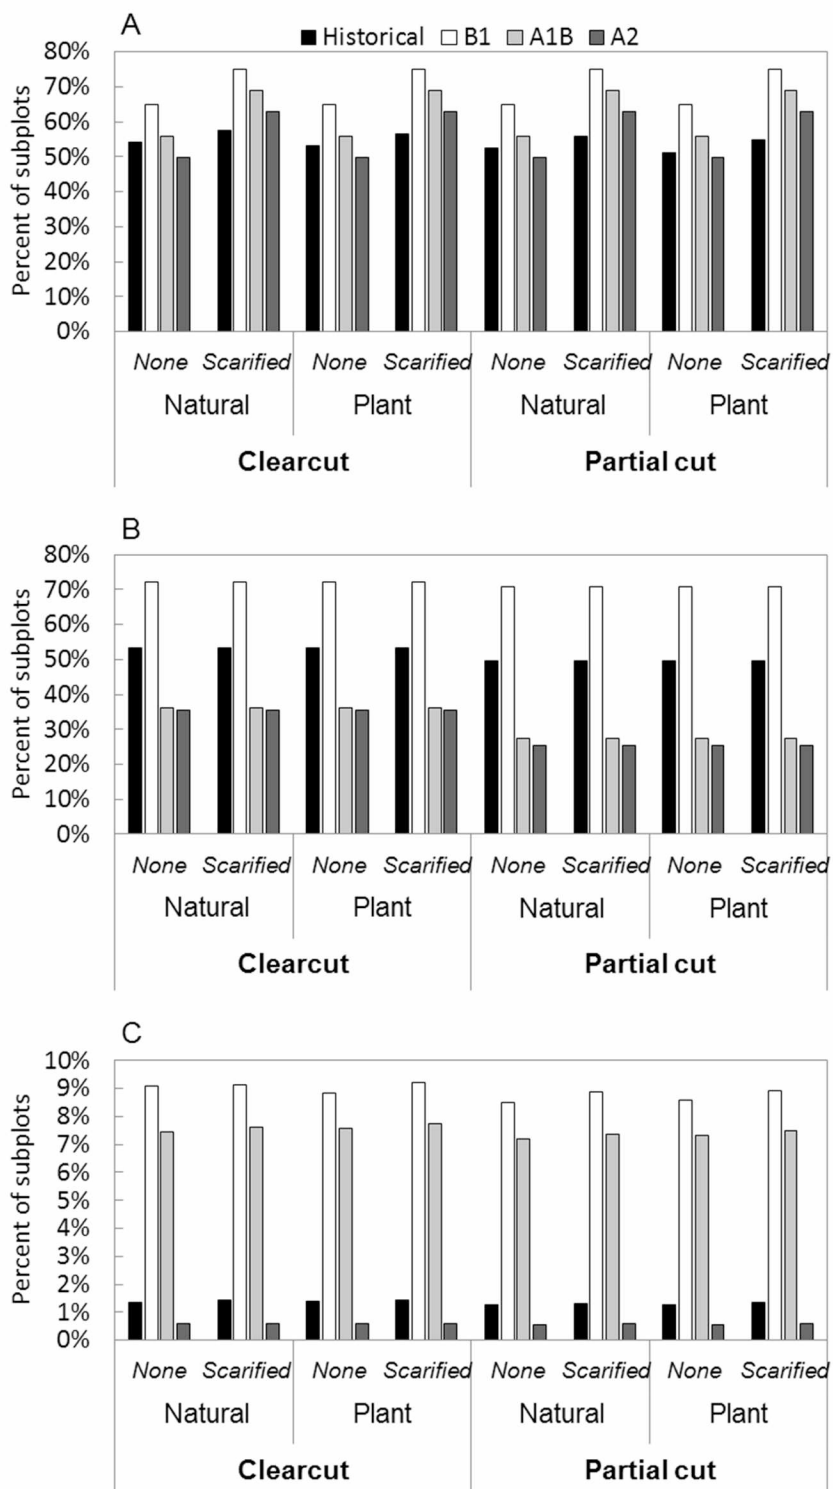 A
Historical B1 A1B A2
80%
70%
60%
50%
40%
30%
20%
10%
0%
Percent of subplots
None Scarified None Scarified None Scarified None Scarified
Natural Plant Natural Plant
Clearcut Partial cut
B
80%
70%
60%
50%
40%
30%
20%
10%
0%
Percent of subplots
None Scarified None Scarified None Scarified None Scarified
Natural Plant Natural Plant
Clearcut Partial cut
C
10%
9%
8%
7%
6%
5%
4%
3%
2%
1%
0%
Percent of subplots
None Scarified None Scarified None Scarified None Scarified
Natural Plant Natural Plant
Clearcut Partial cut